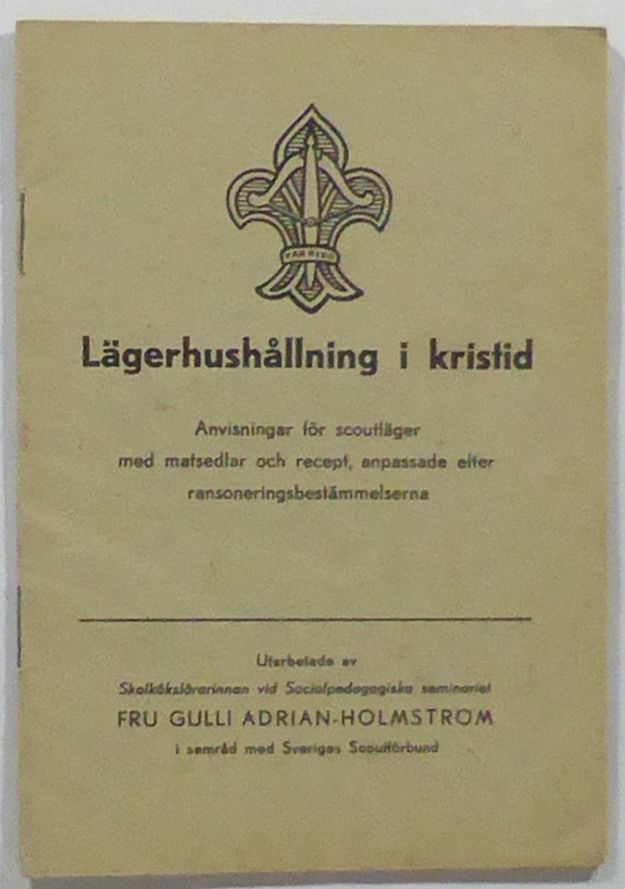 VAR REDO
Lägerhushållning i kristid
Anvisningar för scoutläger
med matsedlar och recept, anpassade efter
ransoneringsbestämmelserna
Utarbetade av
Skolkökslärarinnan vid Socialpedagogiska seminariet
FRU GULLI ADRIAN-HOLMSTRÖM
i samråd med Sveriges Scoutförbund